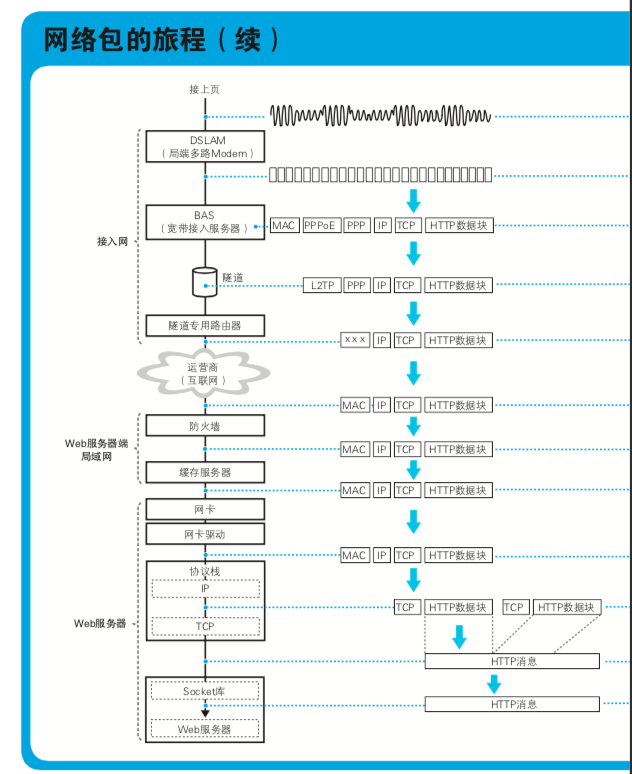 网络包的旅程（续）
接上页
DSLAM
（局端多路Modem）
BAS
（宽带接入服务器）
MAC PPPoE PPP IP TCP HTTP数据块
接入网
隧道
L2TP PPP IP TCP HTTP数据块
隧道专用路由器
xxx IP TCP HTTP数据块
运营商
（互联网）
MAC IP TCP HTTP数据块
防火墙
Web服务器端
局域网
MAC IP TCP HTTP数据块
缓存服务器
MAC IP TCP HTTP数据块
网卡
网卡驱动
MAC IP TCP HTTP数据块
协议栈
IP
TCP HTTP数据块 TCP HTTP数据块
Web服务器
TCP
HTTP消息
Socket库
HTTP消息
Web服务器